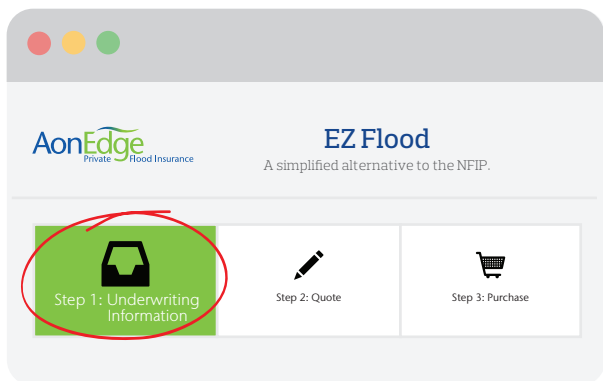 AonEdge
Private Flood Insurance
EZ Flood
A simplified alternative to the NFIP.
Step 1: Underwriting
Information
Step 2: Quote
Step 3: Purchase